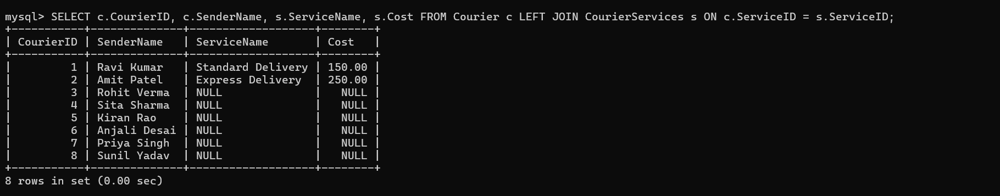 mysql> SELECT c.CourierID, c.SenderName, s.ServiceName, s.Cost FROM Courier c LEFT JOIN CourierServices s ON c.ServiceID = s.ServiceID;
+-----------+--------------+-------------------+--------+
| CourierID | SenderName   | ServiceName       | Cost   |
+-----------+--------------+-------------------+--------+
|         1 | Ravi Kumar   | Standard Delivery | 150.00 |
|         2 | Amit Patel   | Express Delivery  | 250.00 |
|         3 | Rohit Verma  | NULL              |   NULL |
|         4 | Sita Sharma  | NULL              |   NULL |
|         5 | Kiran Rao    | NULL              |   NULL |
|         6 | Anjali Desai | NULL              |   NULL |
|         7 | Priya Singh  | NULL              |   NULL |
|         8 | Sunil Yadav  | NULL              |   NULL |
+-----------+--------------+-------------------+--------+
8 rows in set (0.00 sec)